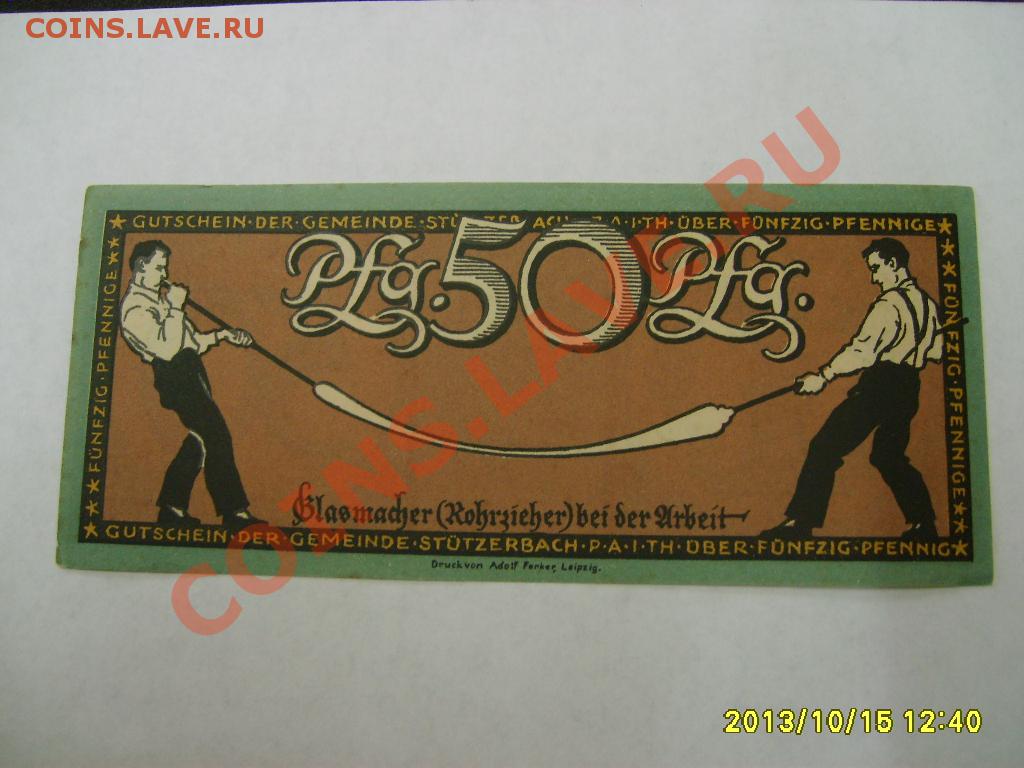 COINS.LAVE.RU
GUTSCHEIN·DER·GEMEINDE·STÜTZERBACH·P·A·I·TH·ÜBER·FÜNFZIG·PFENNIGE
Pfg. 50 Pfg.
FÜNFZIG·PFENNIGE
FÜNFZIG·PFENNIGE
Glasmacher (Rohrzieher) bei der Arbeit
GUTSCHEIN·DER·GEMEINDE·STÜTZERBACH·P·A·I·TH·ÜBER·FÜNFZIG·PFENNIG
Druck von Adolf Forker, Leipzig.
COINS.LAVE.RU
2013/10/15 12:40